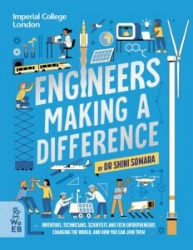 Imperial College
London
ENGINEERS
MAKING A
DIFFERENCE
BY DR SHINI SOMARA
INVENTORS, TECHNICIANS, SCIENTISTS AND TECH ENTREPRENEURS
CHANGING THE WORLD, AND HOW YOU CAN JOIN THEM